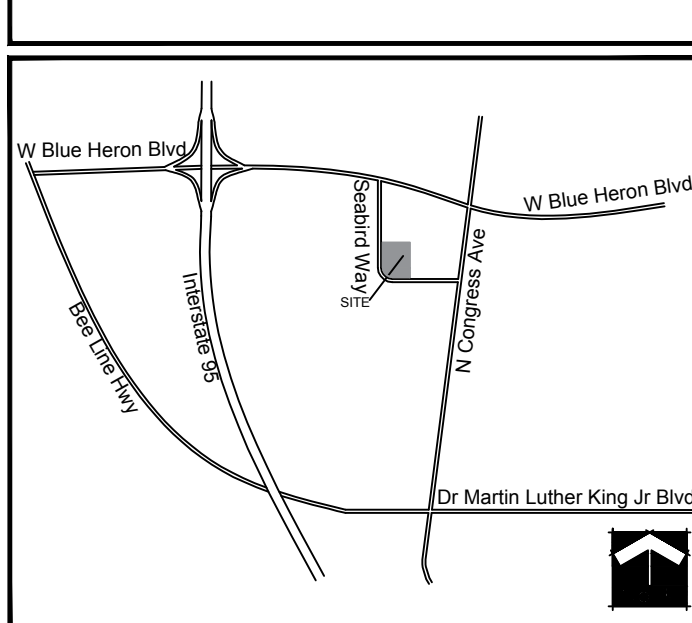 W Blue Heron Blvd
W Blue Heron Blvd
Seabird Way
N Congress Ave
SITE
Interstate 95
Bee Line Hwy
Dr Martin Luther King Jr Blvd